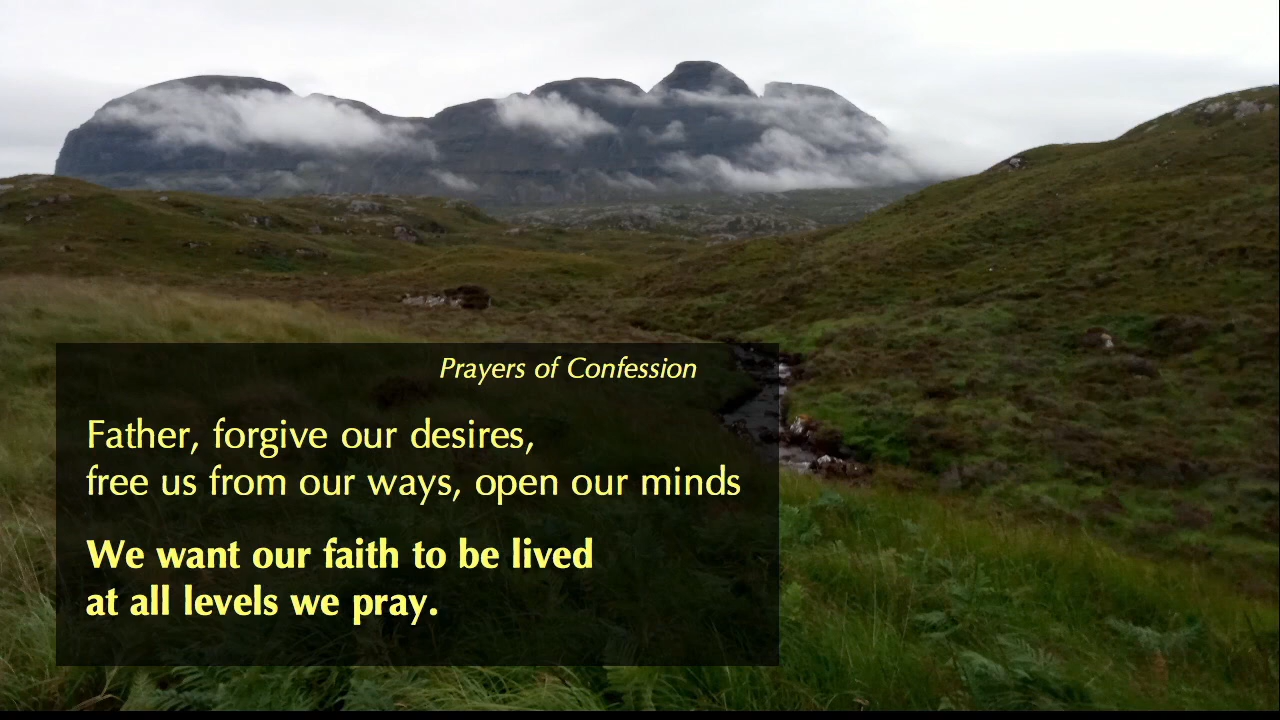 Prayers of Confession
Father, forgive our desires,
free us from our ways, open our minds
We want our faith to be lived
at all levels we pray.